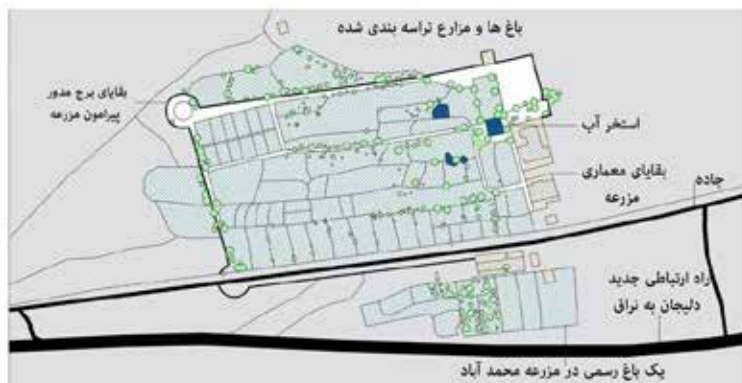 باغ ها و مزارع تراسه بندی شده
بقایای برج مدور
پیرامون مزرعه
استخر آب
بقایای معماری
مزرعه
جاده
راه ارتباطی جدید
دلیجان به نراق
یک باغ رسمی در مزرعه محمد آباد